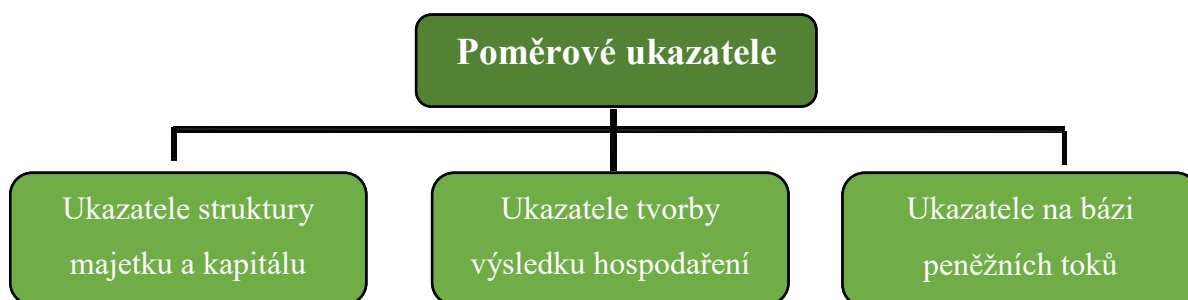 Poměrové ukazatele
Ukazatele struktury
majetku a kapitálu
Ukazatele tvorby
výsledku hospodaření
Ukazatele na bázi
peněžních toků